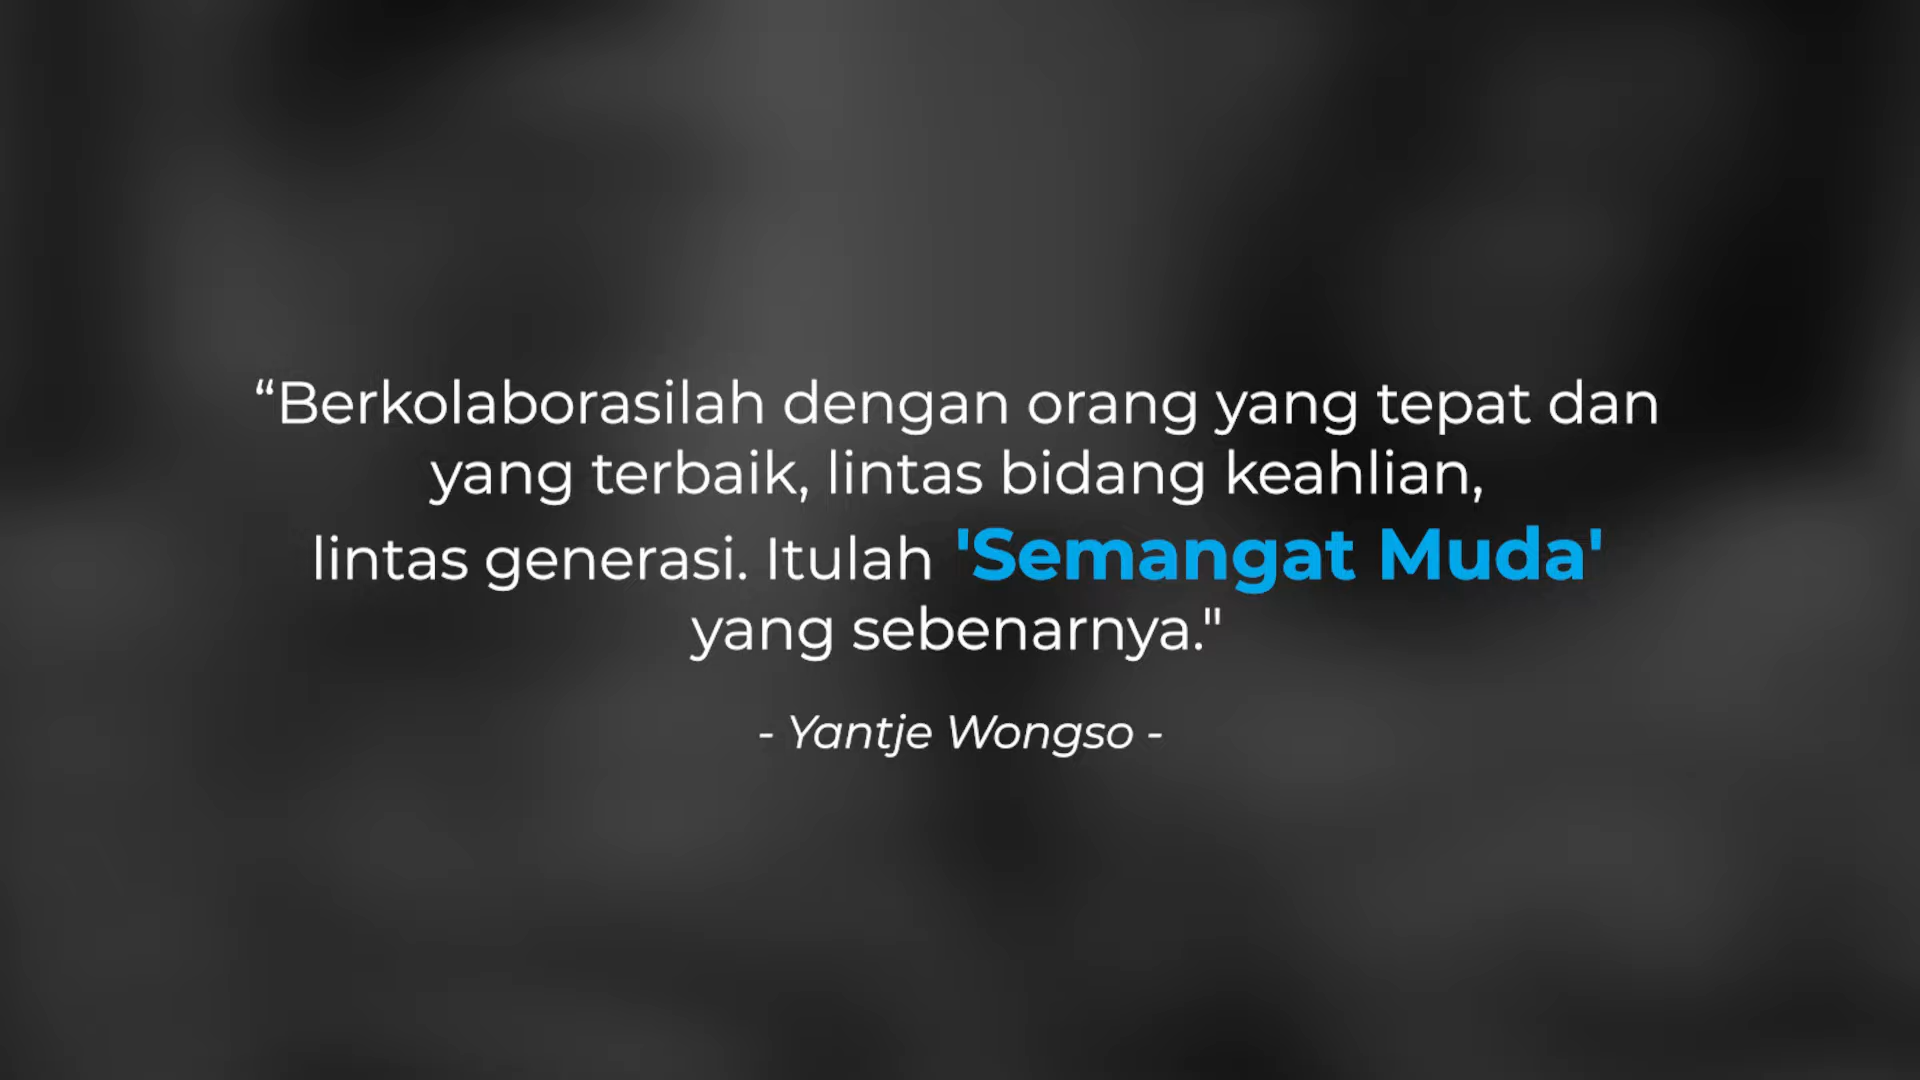 “Berkolaborasilah dengan orang yang tepat dan
yang terbaik, lintas bidang keahlian,
lintas generasi. Itulah 'Semangat Muda'
yang sebenarnya."
- Yantje Wongso -